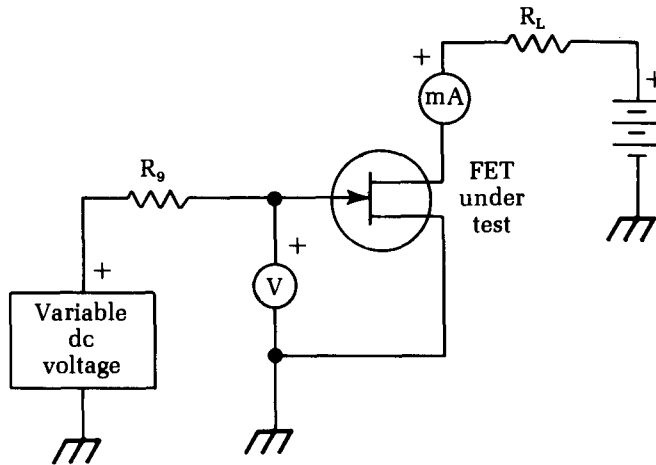 R_L
+
+
mA
R_9
FET
under
test
+
+
V
Variable
dc
voltage